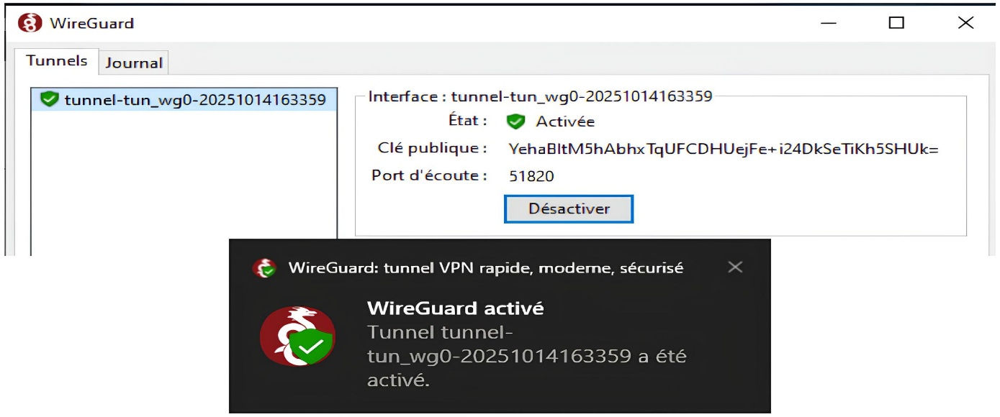 WireGuard
Tunnels Journal
tunnel-tun_wg0-20251014163359
Interface : tunnel-tun_wg0-20251014163359
État : Activée
Clé publique : YehaBltM5hAbhxTqUFCDHUejFe+i24DkSeTiKh5SHUk=
Port d'écoute : 51820
Désactiver
WireGuard: tunnel VPN rapide, moderne, sécurisé
WireGuard activé
Tunnel tunnel-
tun_wg0-20251014163359 a été
activé.